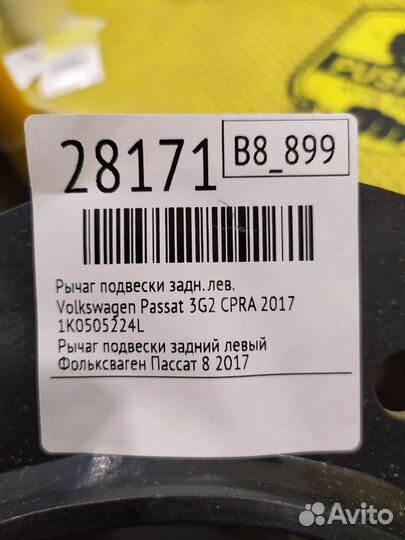 28171
B8_899
Рычаг подвески задн. лев.
Volkswagen Passat 3G2 CPRA 2017
1K0505224L
Рычаг подвески задний левый
Фольксваген Пассат 8 2017
PUSH
Avito